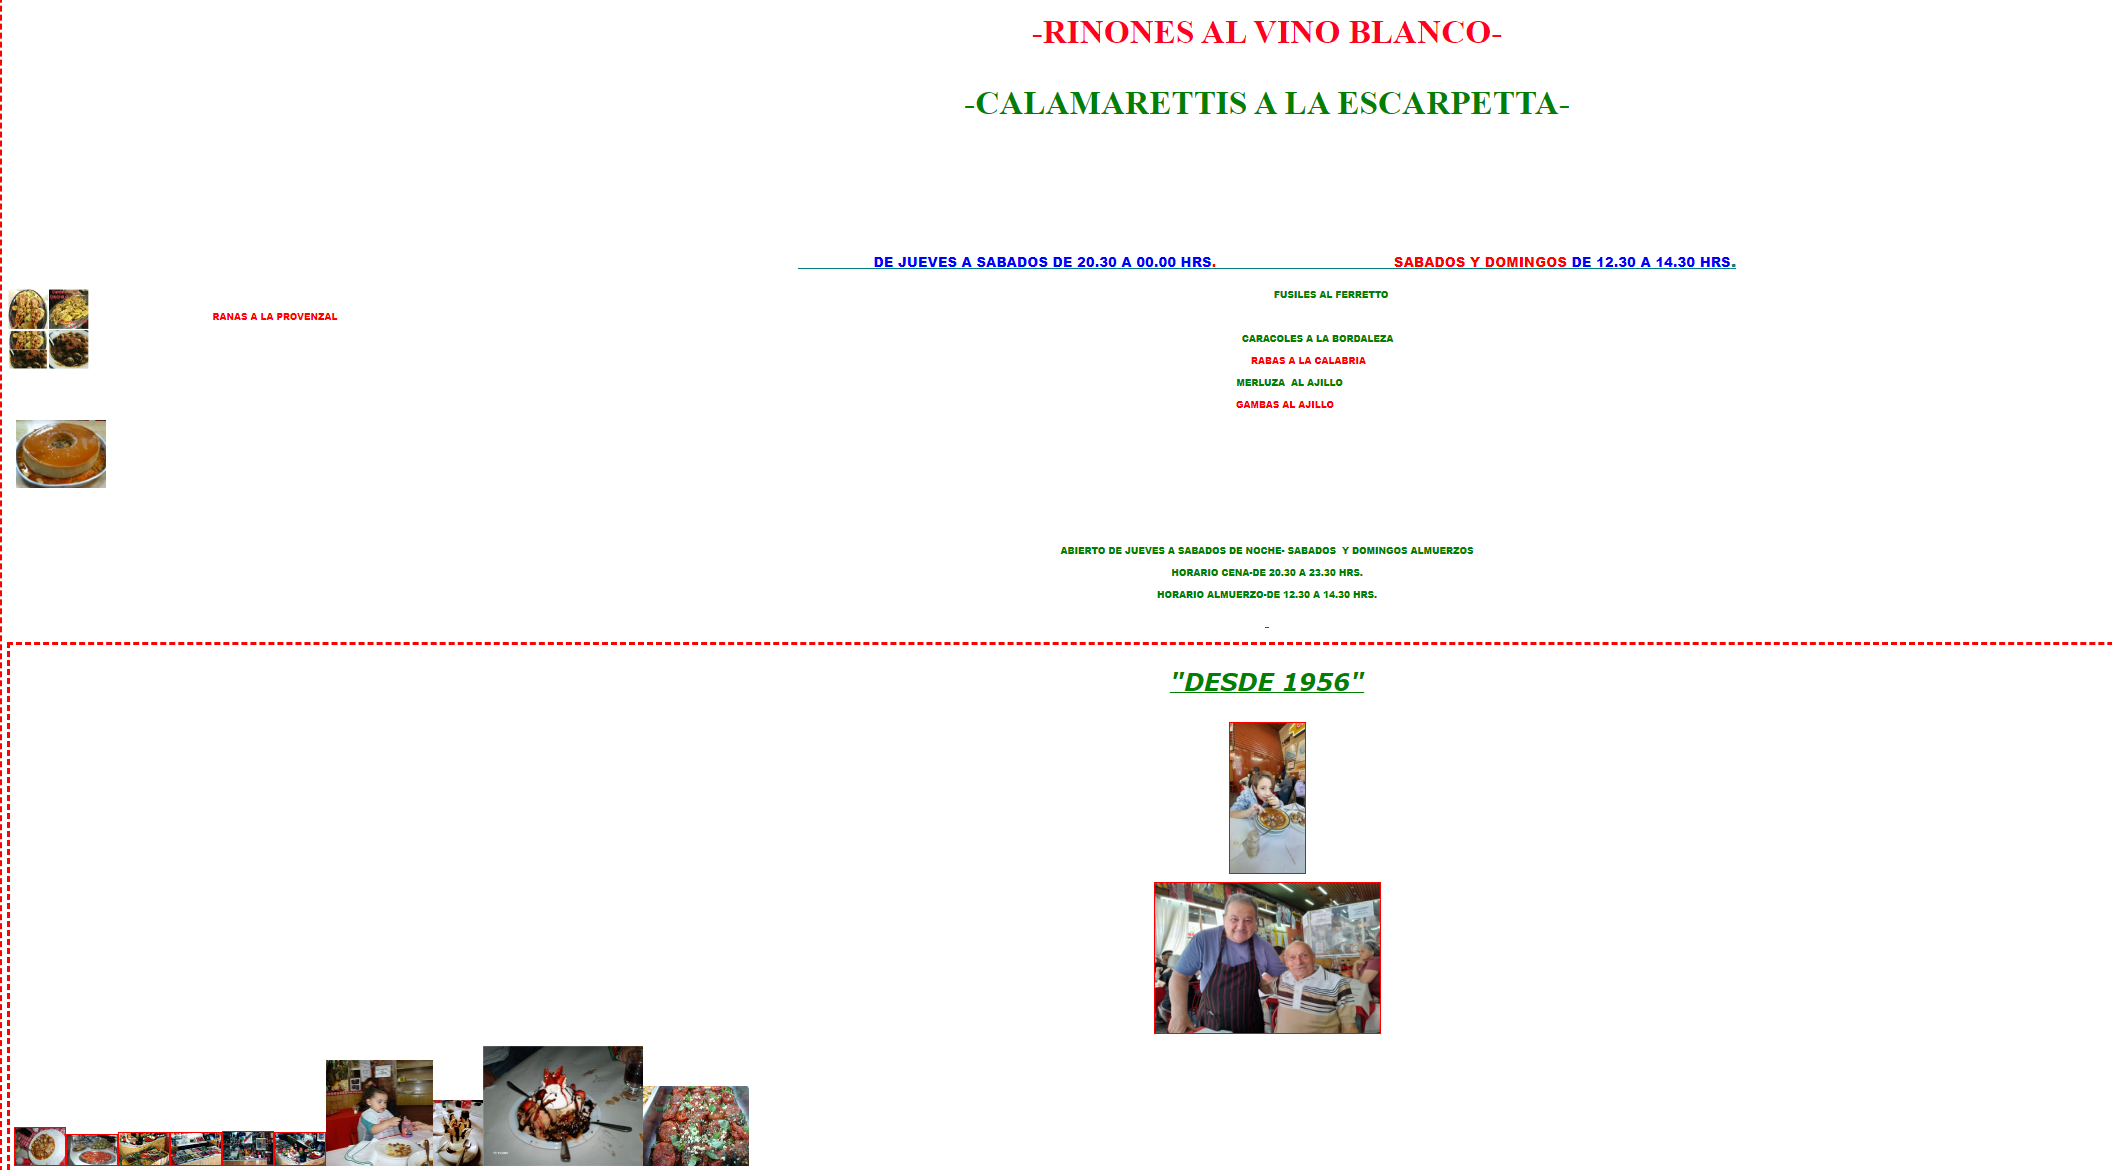 -RINONES AL VINO BLANCO-
-CALAMARETTIS A LA ESCARPETTA-
DE JUEVES A SABADOS DE 20.30 A 00.00 HRS. SABADOS Y DOMINGOS DE 12.30 A 14.30 HRS.
FUSILES AL FERRETTO
RANAS A LA PROVENZAL
CARACOLES A LA BORDALEZA
RABAS A LA CALABRIA
MERLUZA AL AJILLO
GAMBAS AL AJILLO
ABIERTO DE JUEVES A SABADOS DE NOCHE- SABADOS Y DOMINGOS ALMUERZOS
HORARIO CENA-DE 20.30 A 23.30 HRS.
HORARIO ALMUERZO-DE 12.30 A 14.30 HRS.
-
"DESDE 1956"